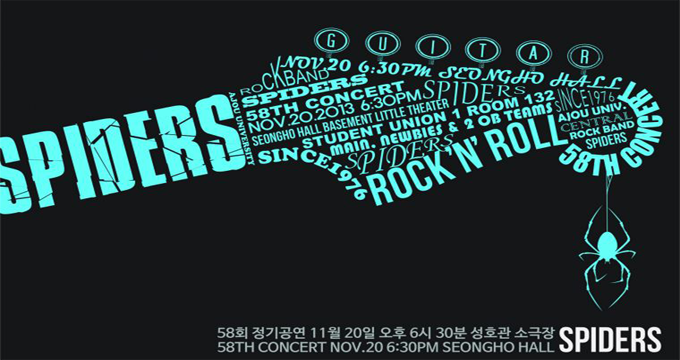 GUITAR
NOV.20 6:30PM SEONGHO HALL
ROCKBAND
SPIDERS
SPIDERS
58TH CONCERT
NOV.20.2013 6:30PM
SEONGHO HALL BASEMENT LITTLE THEATER
STUDENT UNION 1 ROOM 132
MAIN. NEWBIES & 2 OB TEAMS
SPIDERS
SINCE1976
ROCK 'N' ROLL
AJOU UNIVERSITY
SPIDERS
SINCE1976
AJOU UNIV.
CENTRAL
ROCK BAND
SPIDERS
58TH CONCERT
58회 정기공연 11월 20일 오후 6시 30분 성호관 소극장
58TH CONCERT NOV.20 6:30PM SEONGHO HALL
SPIDERS